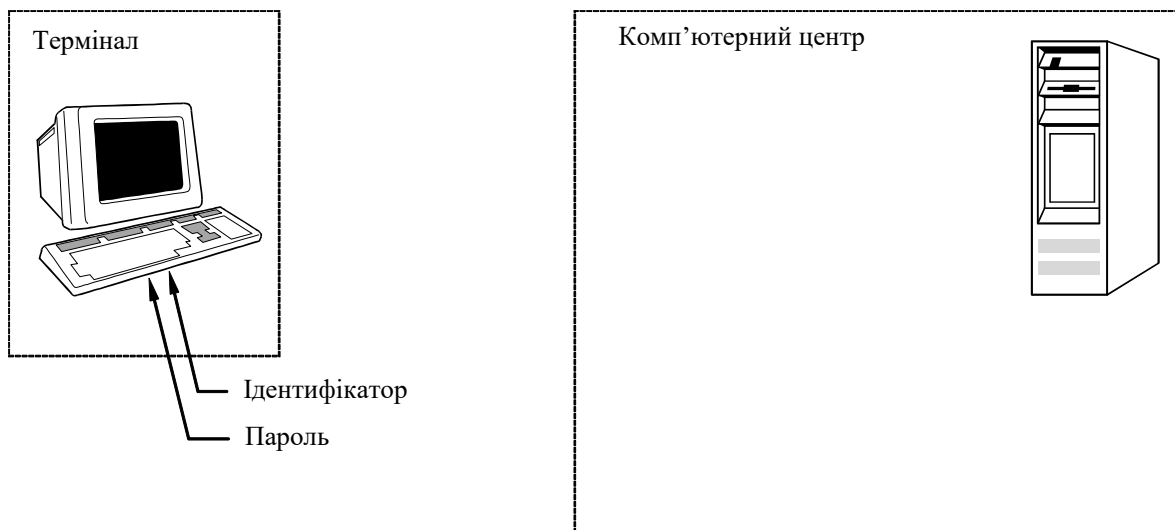 Термінал
Комп’ютерний центр
Ідентифікатор
Пароль